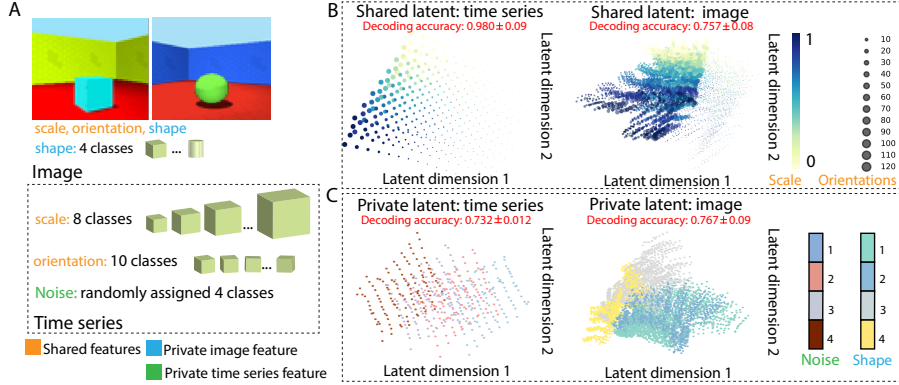 A
scale, orientation, shape
shape: 4 classes
...
Image
scale: 8 classes
...
orientation: 10 classes
...
Noise: randomly assigned 4 classes
Time series
Shared features
Private image feature
Private time series feature
B
Shared latent: time series
Decoding accuracy: 0.980±0.09
Latent dimension 1
Latent dimension 2
Shared latent: image
Decoding accuracy: 0.757±0.08
Latent dimension 1
Latent dimension 2
1
0
Scale
10
20
30
40
50
60
70
80
90
100
110
120
Orientations
C
Private latent: time series
Decoding accuracy: 0.732±0.012
Latent dimension 1
Latent dimension 2
Private latent: image
Decoding accuracy: 0.767±0.09
Latent dimension 1
Latent dimension 2
1
2
3
4
Noise
1
2
3
4
Shape